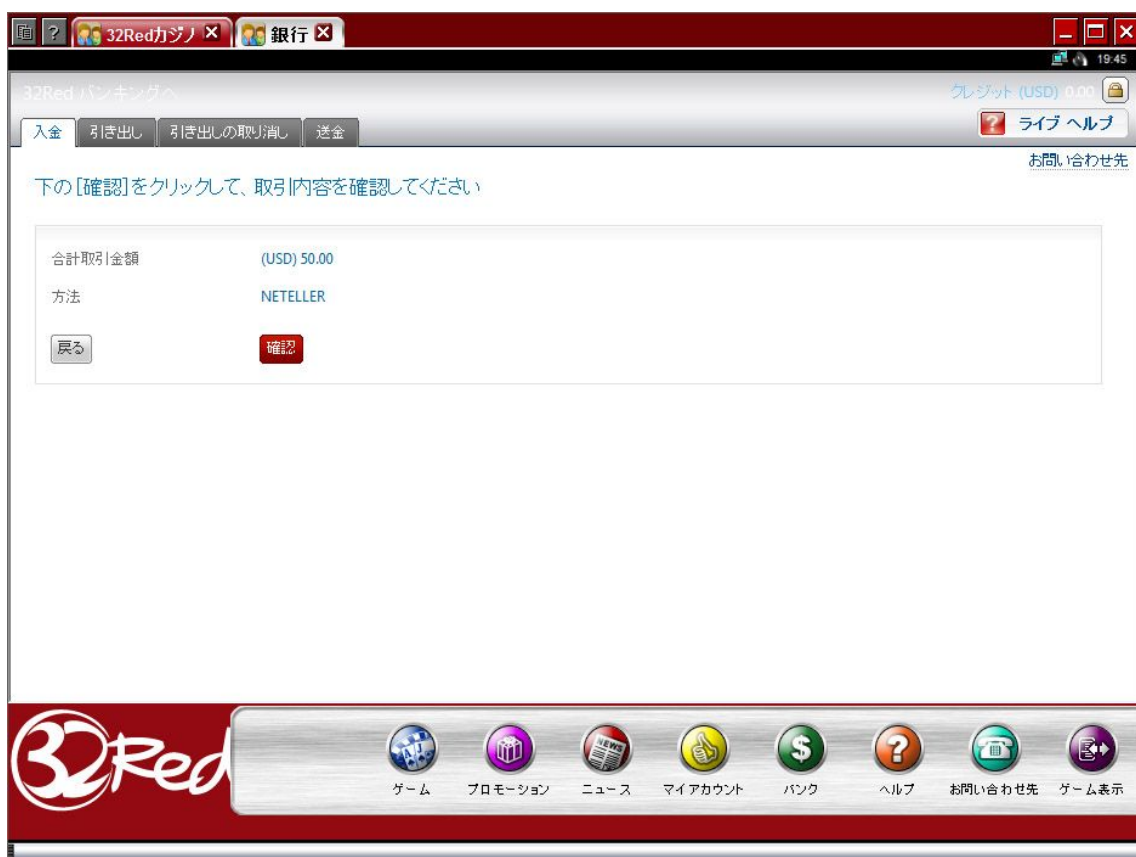 32Redカジノ 銀行
19:45
32Red バンキングへ クレジット (USD) 0.00
入金 引き出し 引き出しの取り消し 送金 ライブ ヘルプ
お問い合わせ先
下の[確認]をクリックして、取引内容を確認してください
合計取引金額 (USD) 50.00
方法 NETELLER
戻る 確認
32Red
NEWS
ゲーム プロモーション ニュース マイアカウント バンク ヘルプ お問い合わせ先 ゲーム表示